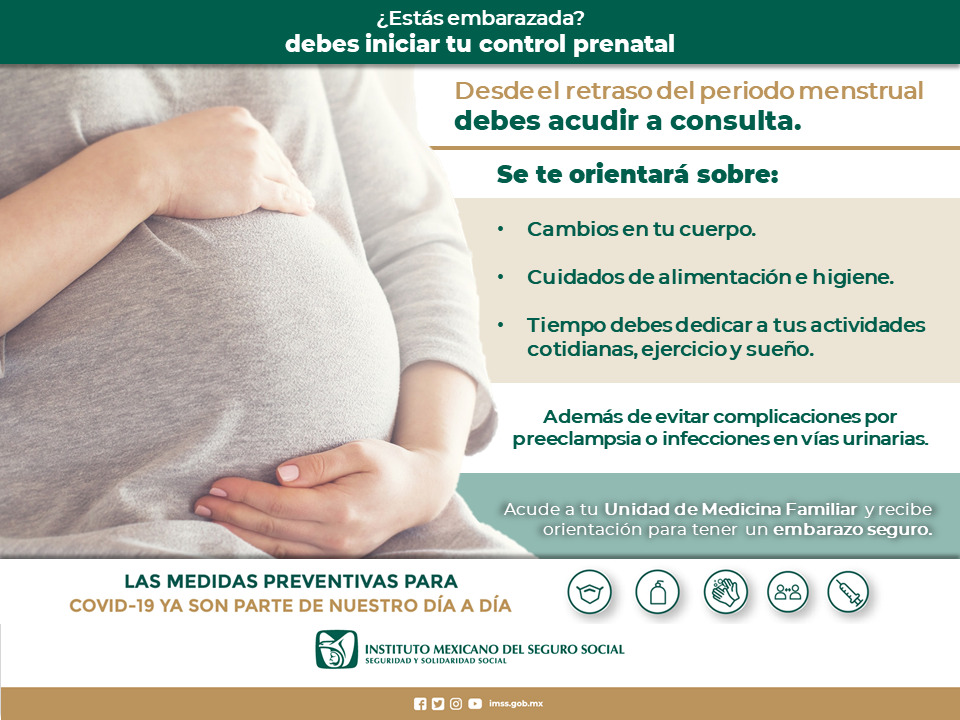 ¿Estás embarazada?
debes iniciar tu control prenatal
Desde el retraso del periodo menstrual
debes acudir a consulta.
Se te orientará sobre:
• Cambios en tu cuerpo.
• Cuidados de alimentación e higiene.
• Tiempo debes dedicar a tus actividades
cotidianas, ejercicio y sueño.
Además de evitar complicaciones por
preeclampsia o infecciones en vías urinarias.
Acude a tu Unidad de Medicina Familiar y recibe
orientación para tener un embarazo seguro.
LAS MEDIDAS PREVENTIVAS PARA
COVID-19 YA SON PARTE DE NUESTRO DÍA A DÍA
INSTITUTO MEXICANO DEL SEGURO SOCIAL
SEGURIDAD Y SOLIDARIDAD SOCIAL
imss.gob.mx